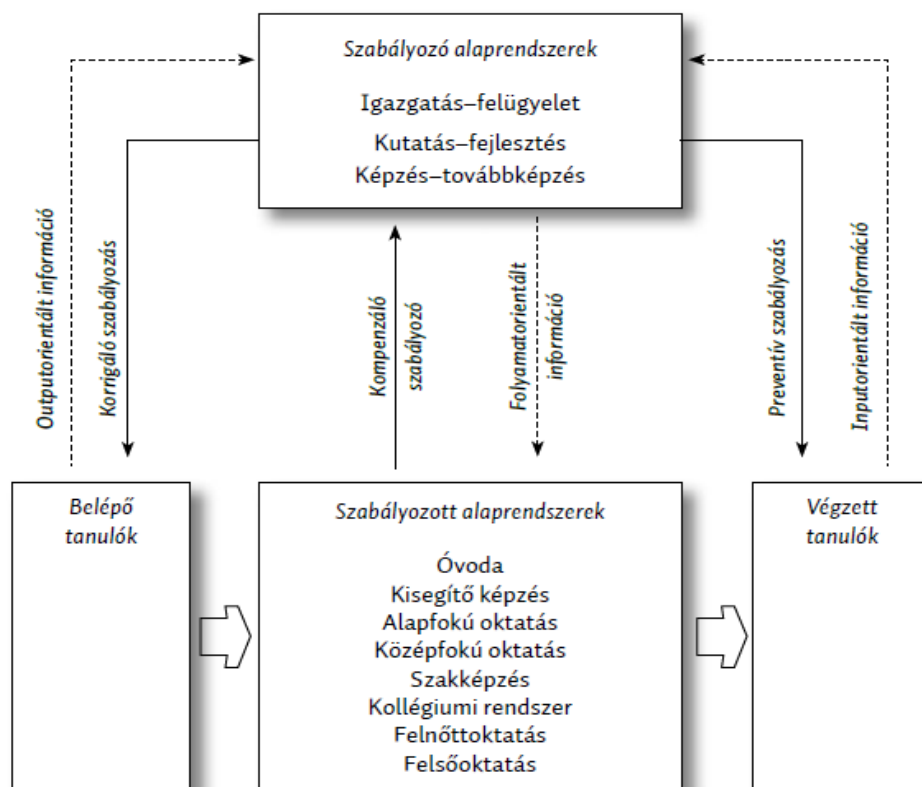 Szabályozó alaprendszerek
Igazgatás–felügyelet
Kutatás–fejlesztés
Képzés–továbbképzés
Outputorientált információ
Korrigáló szabályozás
Kompenzáló
szabályozó
Folyamatorientált
információ
Preventív szabályozás
Inputorientált információ
Belépő
tanulók
Szabályozott alaprendszerek
Óvoda
Kisegítő képzés
Alapfokú oktatás
Középfokú oktatás
Szakképzés
Kollégiumi rendszer
Felnőttoktatás
Felsőoktatás
Végzett
tanulók